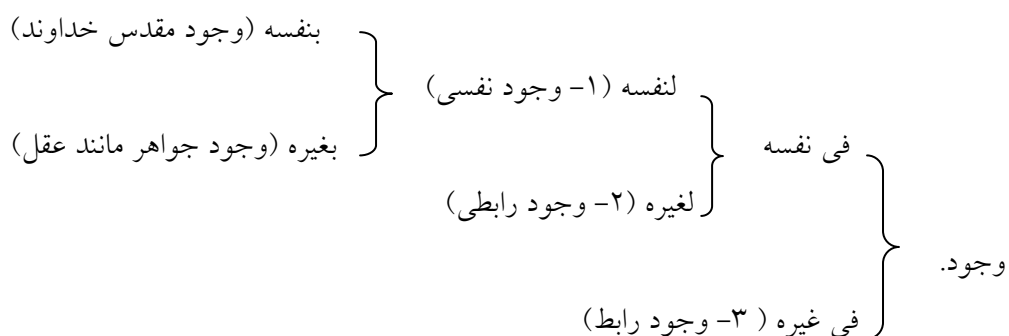 بنفسه (وجود مقدس خداوند)
لنفسه (۱- وجود نفسی)
بغیره (وجود جواهر مانند عقل)
فی نفسه
لغیره (۲- وجود رابطی)
وجود.
فی غیره ( ۳- وجود رابط)